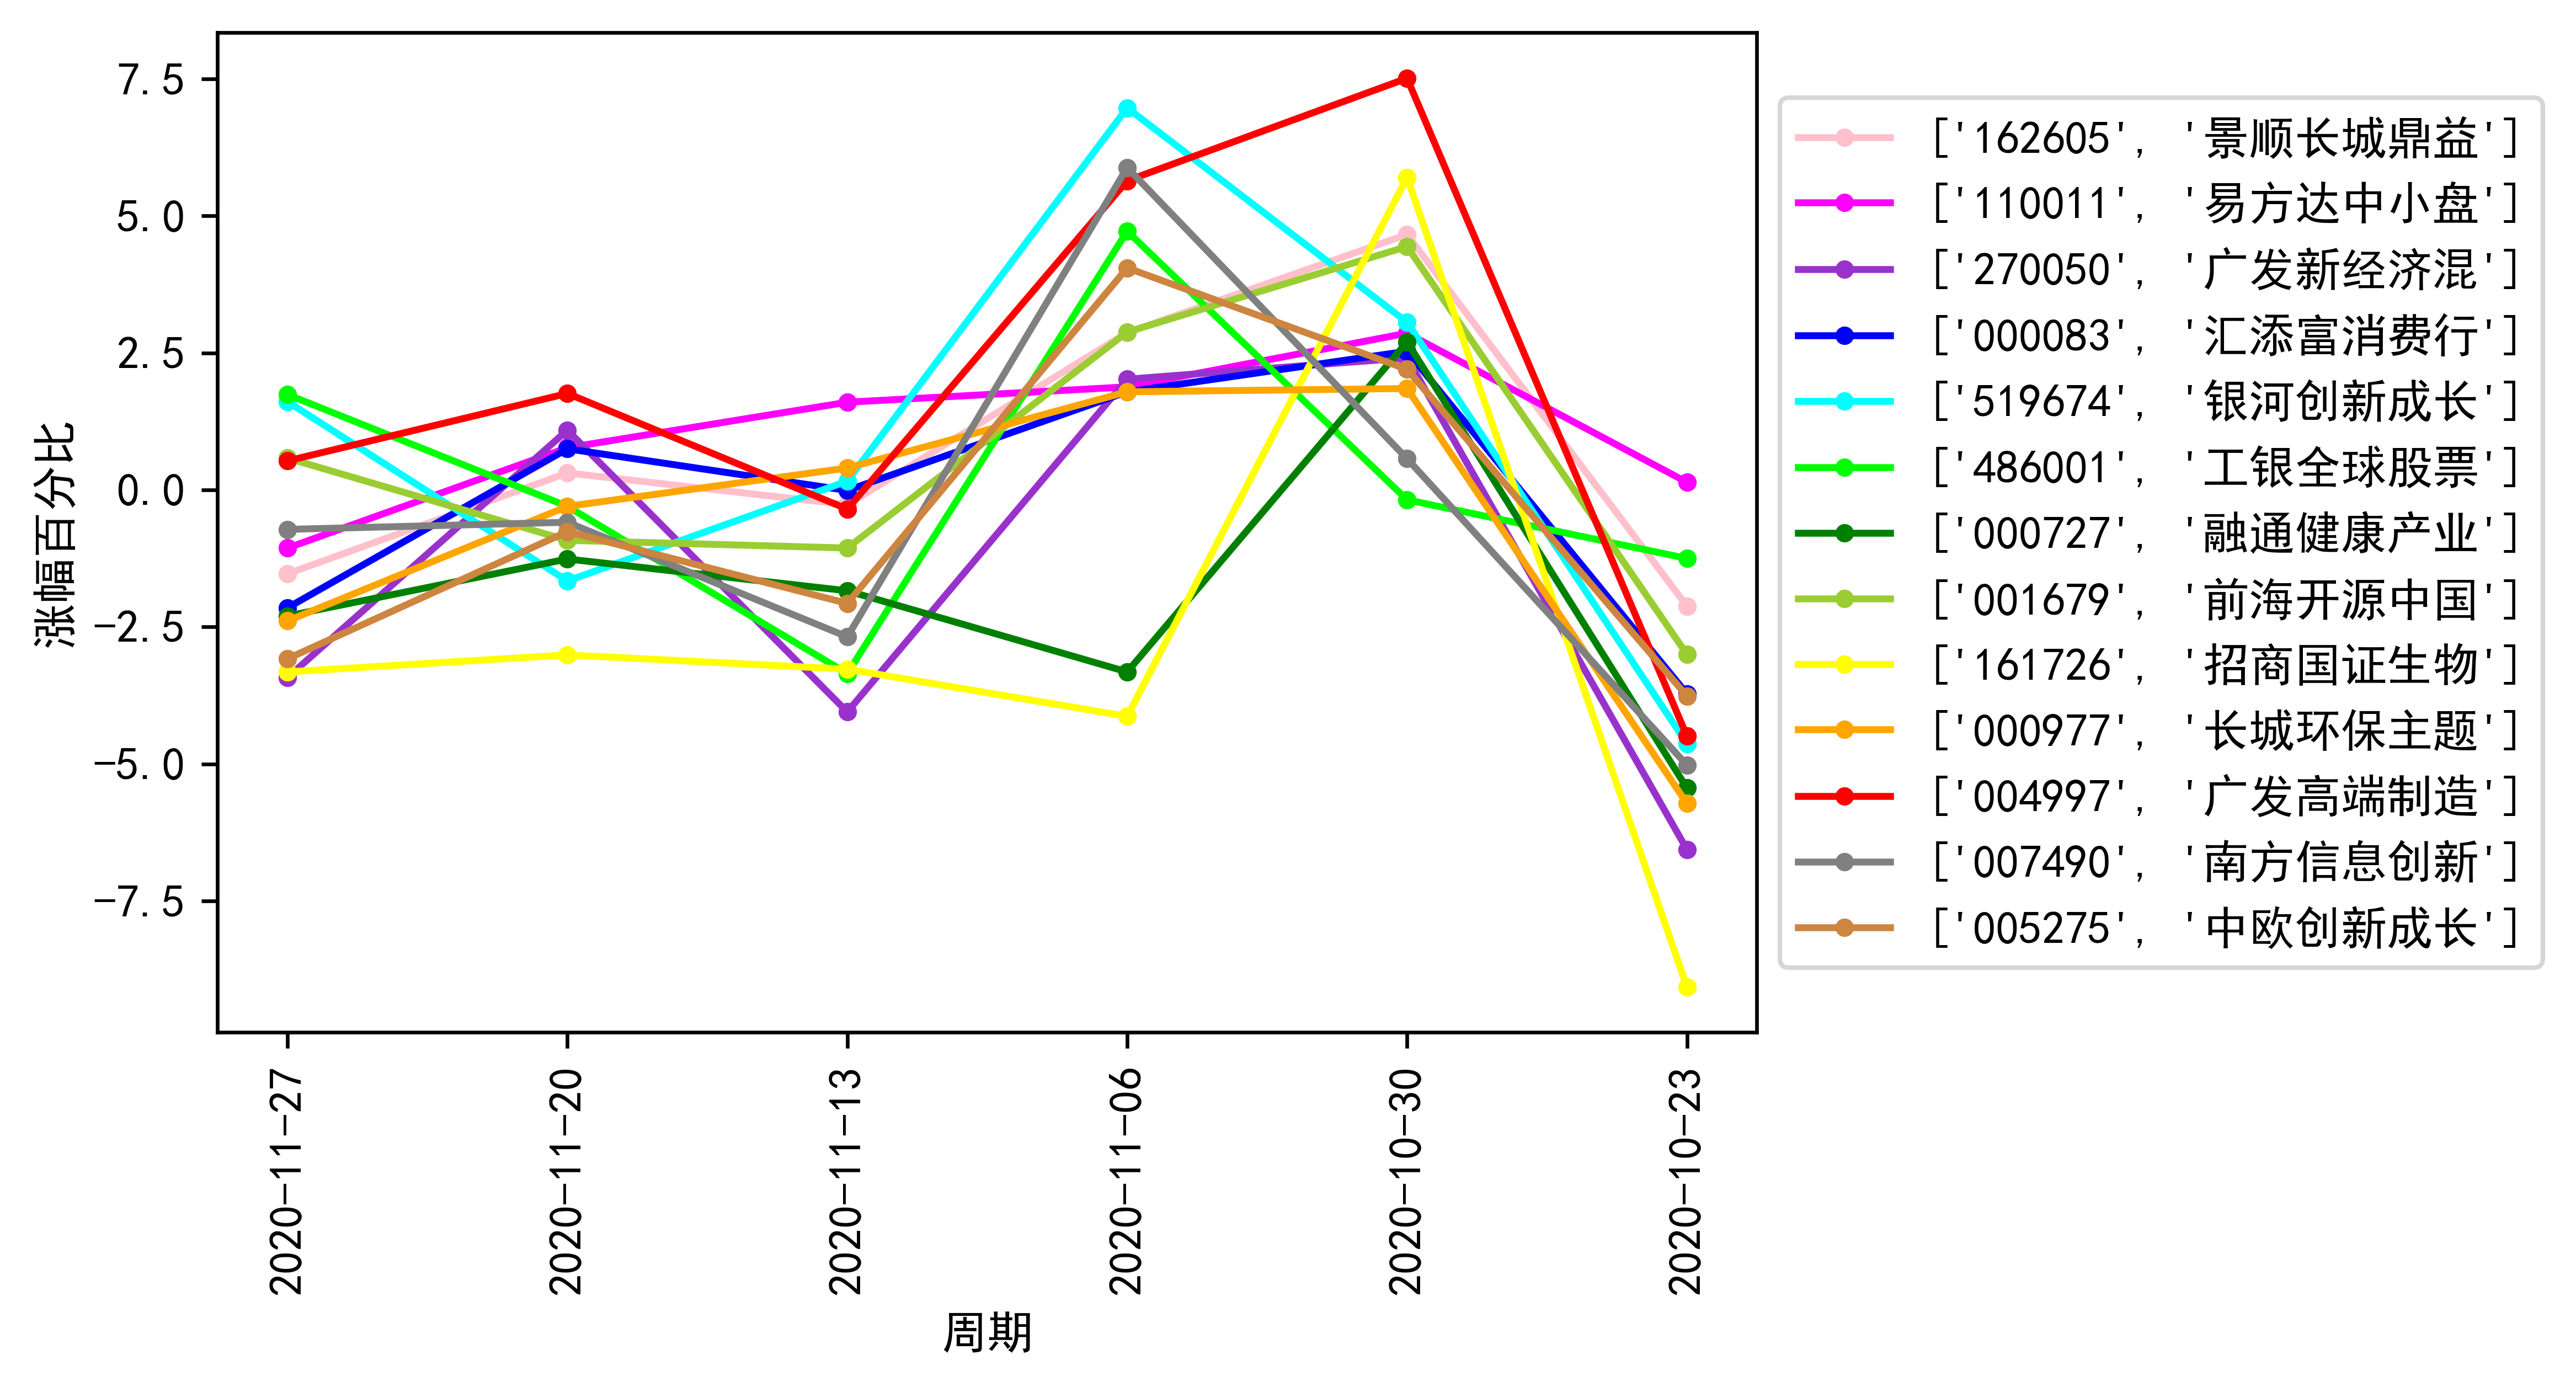 7.5
5.0
2.5
0.0
-2.5
-5.0
-7.5
涨幅百分比
2020-11-27
2020-11-20
2020-11-13
2020-11-06
2020-10-30
2020-10-23
周期
['162605', '景顺长城鼎益']
['110011', '易方达中小盘']
['270050', '广发新经济混']
['000083', '汇添富消费行']
['519674', '银河创新成长']
['486001', '工银全球股票']
['000727', '融通健康产业']
['001679', '前海开源中国']
['161726', '招商国证生物']
['000977', '长城环保主题']
['004997', '广发高端制造']
['007490', '南方信息创新']
['005275', '中欧创新成长']